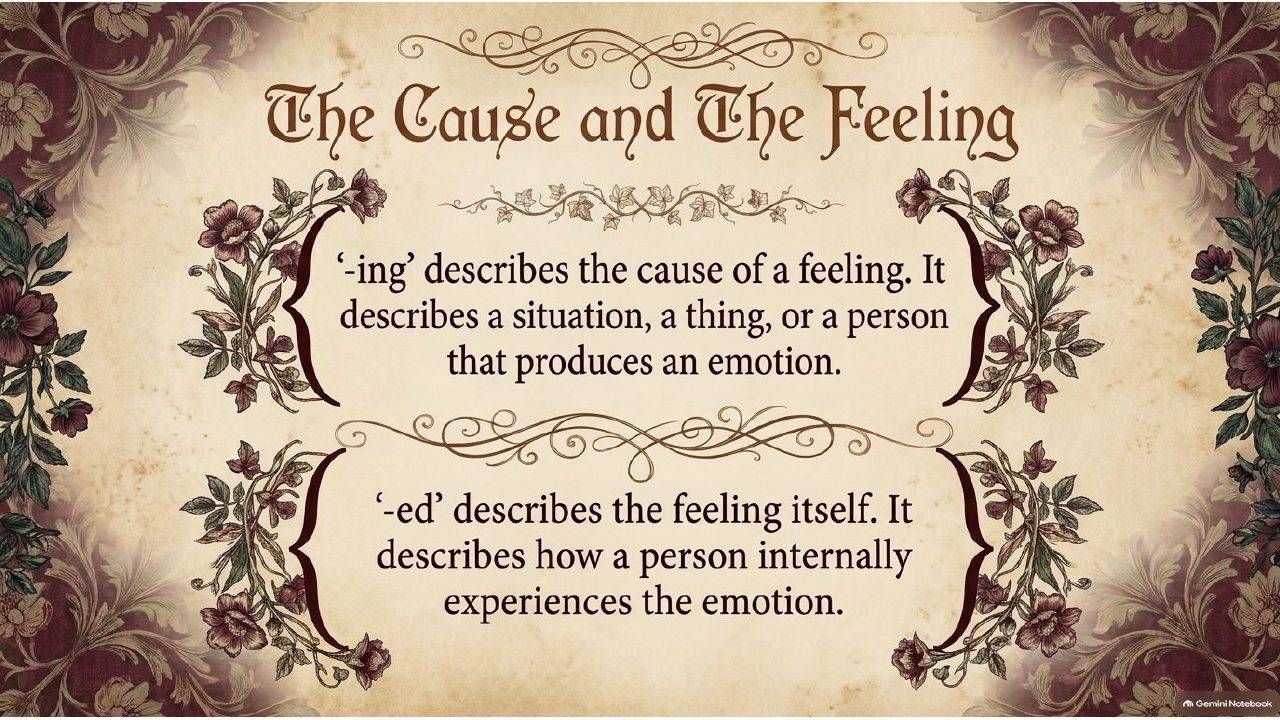 The Cause and The Feeling
‘-ing’ describes the cause of a feeling. It
describes a situation, a thing, or a person
that produces an emotion.
‘-ed’ describes the feeling itself. It
describes how a person internally
experiences the emotion.
Gemini Notebook